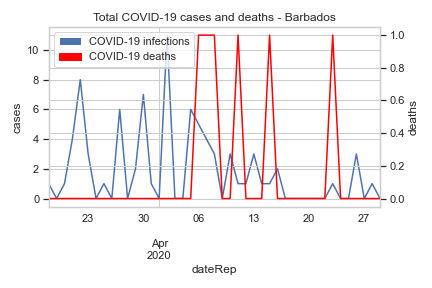 Total COVID-19 cases and deaths - Barbados
COVID-19 infections
COVID-19 deaths
10
8
6
4
2
0
cases
1.0
0.8
0.6
0.4
0.2
0.0
deaths
23 30 06 13 20 27
Apr
2020
dateRep